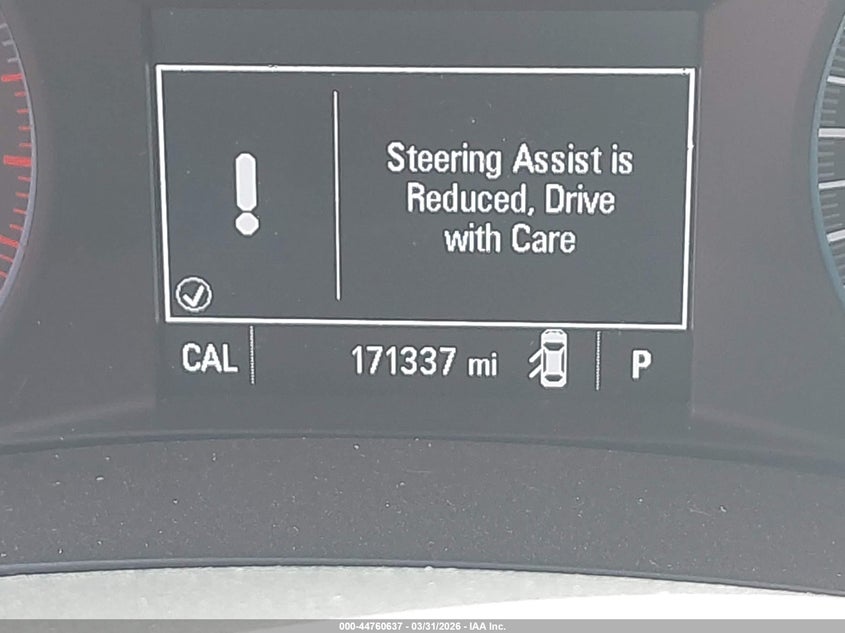 Steering Assist is
Reduced, Drive
with Care
CAL 171337 mi P
000-44760637 - 03/31/2026 - IAA Inc.